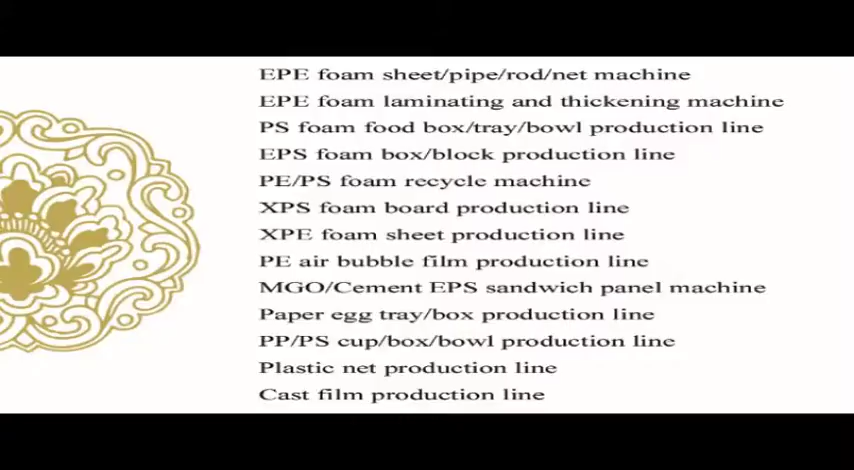 EPE foam sheet/pipe/rod/net machine
EPE foam laminating and thickening machine
PS foam food box/tray/bowl production line
EPS foam box/block production line
PE/PS foam recycle machine
XPS foam board production line
XPE foam sheet production line
PE air bubble film production line
MGO/Cement EPS sandwich panel machine
Paper egg tray/box production line
PP/PS cup/box/bowl production line
Plastic net production line
Cast film production line